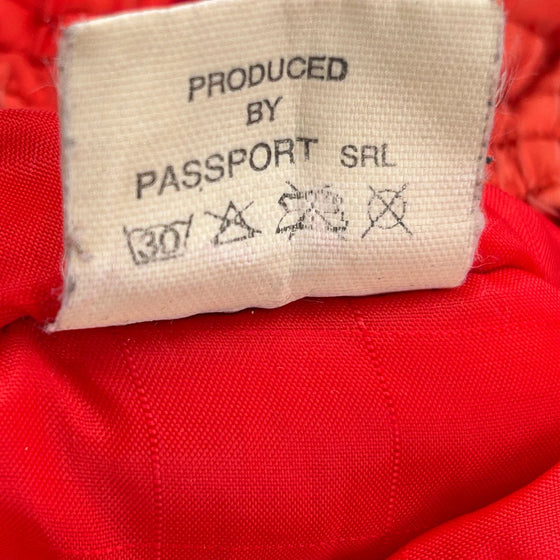 PRODUCED
BY
PASSPORT SRL
30